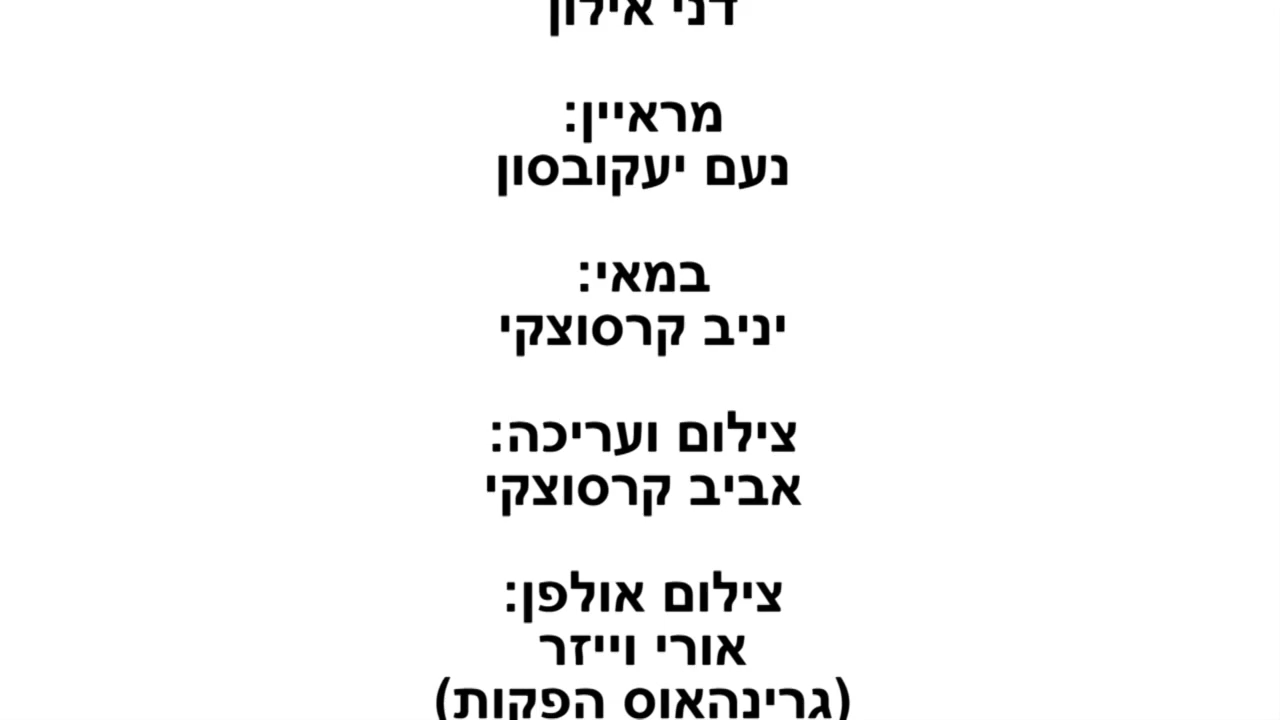 דני אילון
מראיין:
נעם יעקובסון
במאי:
יניב קרסוצקי
צילום ועריכה:
אביב קרסוצקי
צילום אולפן:
אורי וייזר
(גרינהאוס הפקות)